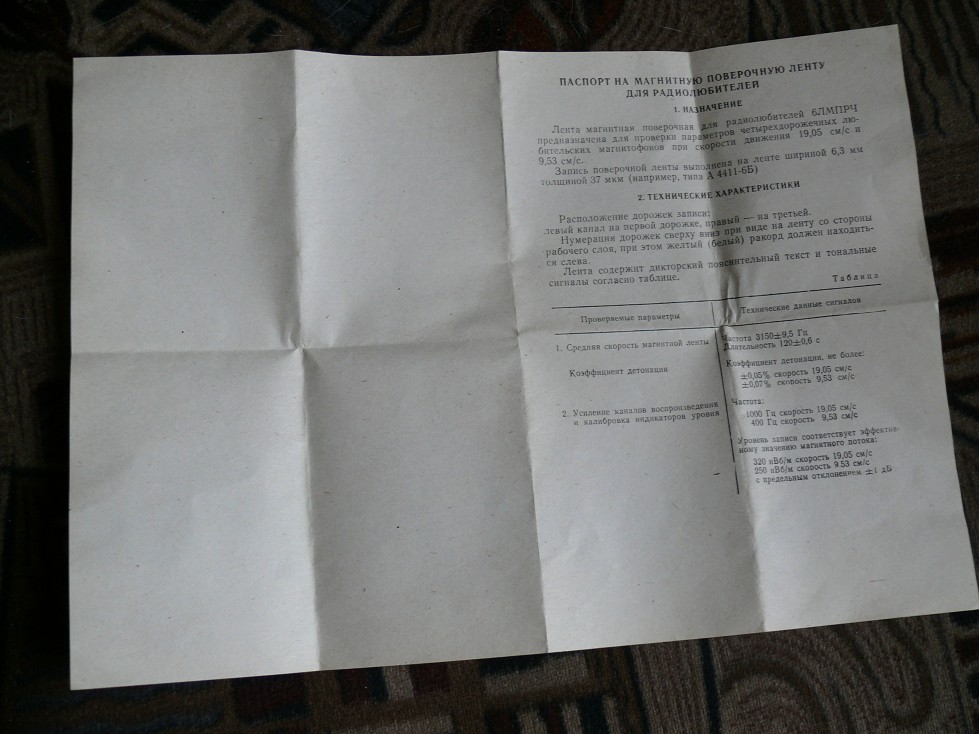 ПАСПОРТ НА МАГНИТНУЮ ПОВЕРОЧНУЮ ЛЕНТУ
ДЛЯ РАДИОЛЮБИТЕЛЕЙ
1. НАЗНАЧЕНИЕ
Лента магнитная поверочная для радиолюбителей 6ЛМПРЧ
предназначена для проверки параметров четырехдорожечных лю-
бительских магнитофонов при скорости движения 19,05 см/с и
9,53 см/с.
Запись поверочной ленты выполнена на ленте шириной 6,3 мм
толщиной 37 мкм (например, типа А 4411-6Б)
2. ТЕХНИЧЕСКИЕ ХАРАКТЕРИСТИКИ
Расположение дорожек записи:
левый канал на первой дорожке, правый — на третьей.
Нумерация дорожек сверху вниз при виде на ленту со стороны
рабочего слоя, при этом желтый (белый) ракорд должен находить-
ся слева.
Лента содержит дикторский пояснительный текст и тональные
сигналы согласно таблице.
Таблица
Проверяемые параметры
Технические данные сигналов
1. Средняя скорость магнитной ленты
Частота 3150±9,5 Гц
Длительность 120±0,6 с
Коэффициент детонации
Коэффициент детонации, не более:
±0,05% скорость 19,05 см/с
±0,07% скорость 9,53 см/с
2. Усиление каналов воспроизведения
и калибровка индикаторов уровня
Частота:
1000 Гц скорость 19,05 см/с
400 Гц скорость 9,53 см/с
Уровень записи соответствует эффектив-
ному значению магнитного потока:
320 нВб/м скорость 19,05 см/с
250 нВб/м скорость 9.53 см/с
с предельным отклонением ±1 дБ